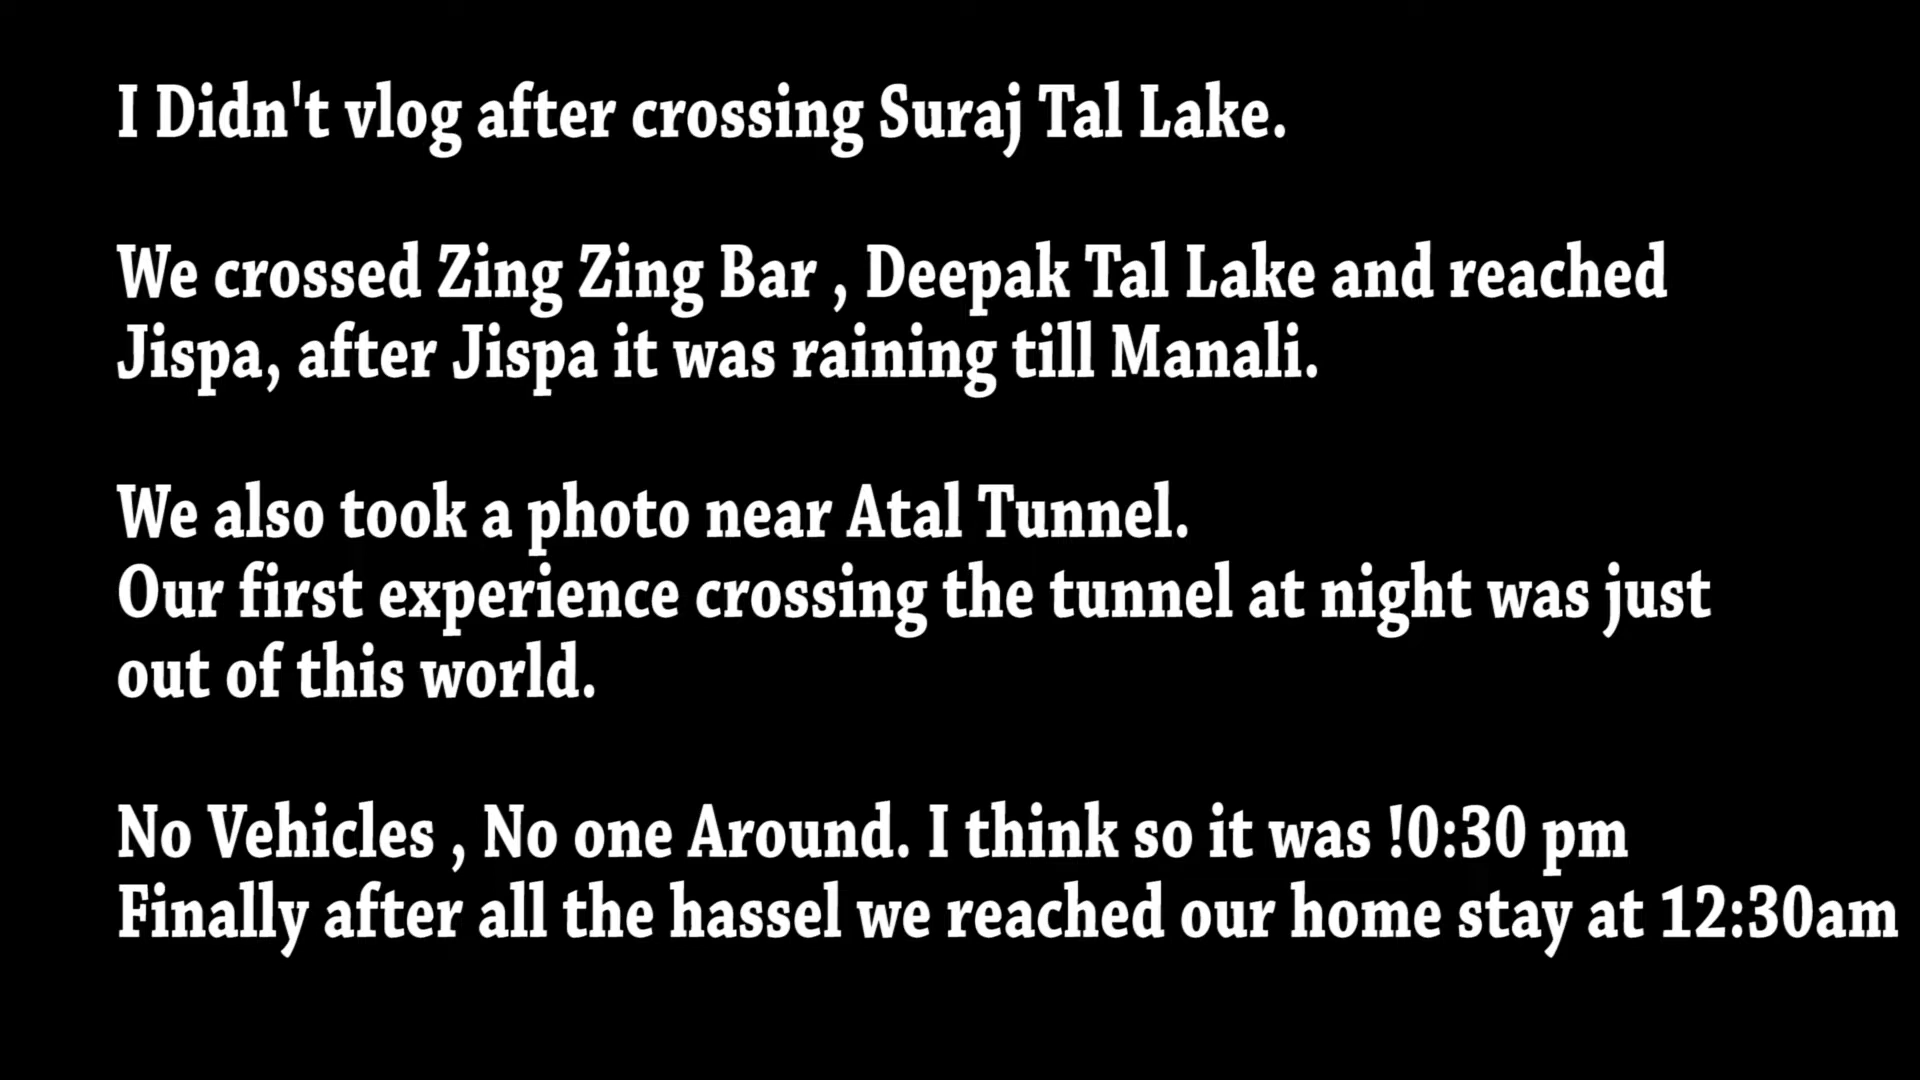 I Didn't vlog after crossing Suraj Tal Lake.
We crossed Zing Zing Bar , Deepak Tal Lake and reached
Jispa, after Jispa it was raining till Manali.
We also took a photo near Atal Tunnel.
Our first experience crossing the tunnel at night was just
out of this world.
No Vehicles , No one Around. I think so it was !0:30 pm
Finally after all the hassel we reached our home stay at 12:30am